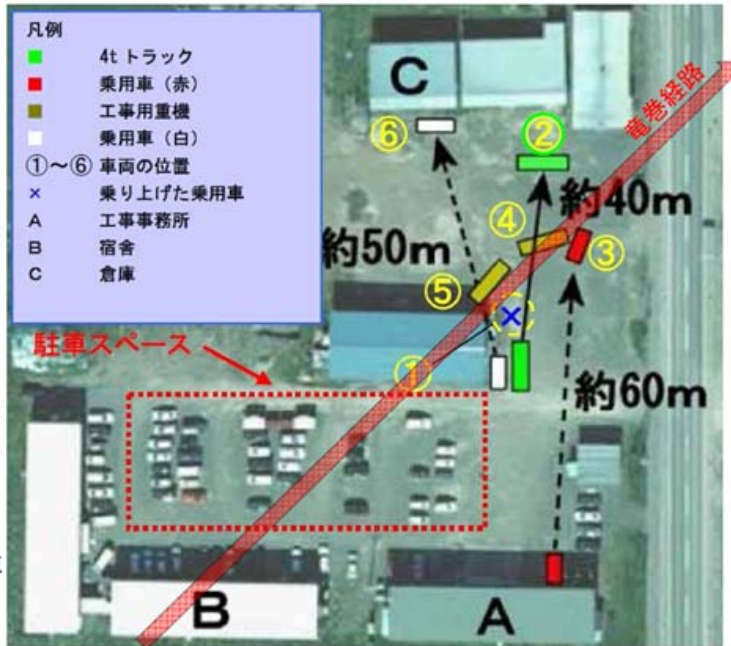 凡例
4t トラック
乗用車（赤）
工事用重機
乗用車（白）
①～⑥ 車両の位置
× 乗り上げた乗用車
A 工事事務所
B 宿舎
C 倉庫
C
⑥
②
竜巻経路
④
約40m
③
約50m
⑤
×
駐車スペース
①
約60m
B
A